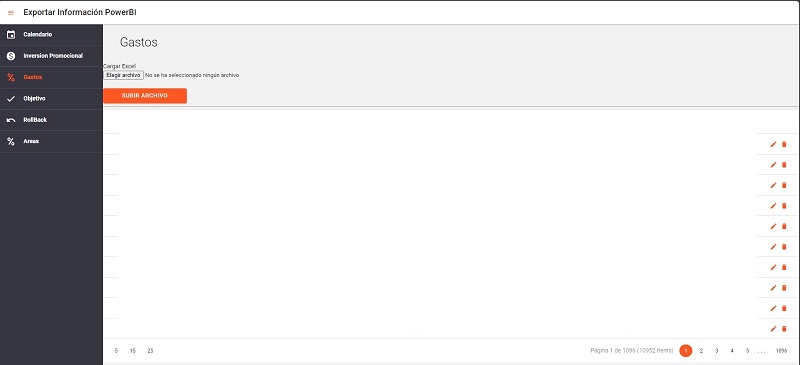 Exportar Información PowerBI
Calendario
Inversion Promocional
Gastos
Objetivo
RollBack
Areas
Gastos
Cargar Excel
Elegir archivo No se ha seleccionado ningún archivo
SUBIR ARCHIVO
5 15 25 Página 1 de 1096 (10952 items) 1 2 3 4 5 ... 1096